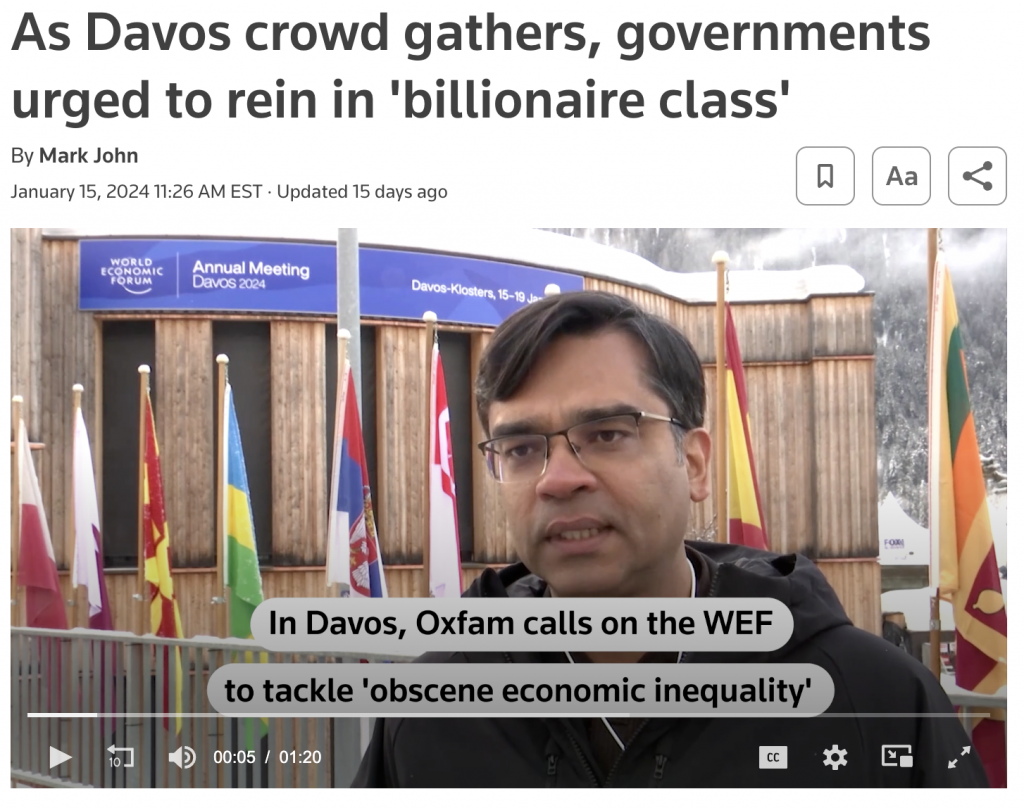 As Davos crowd gathers, governments
urged to rein in 'billionaire class'
By Mark John
January 15, 2024 11:26 AM EST · Updated 15 days ago
Aa
WORLD
ECONOMIC
FORUM
Annual Meeting
Davos 2024
Davos-Klosters, 15-19
In Davos, Oxfam calls on the WEF
to tackle 'obscene economic inequality'
10
00:05 / 01:20
CC